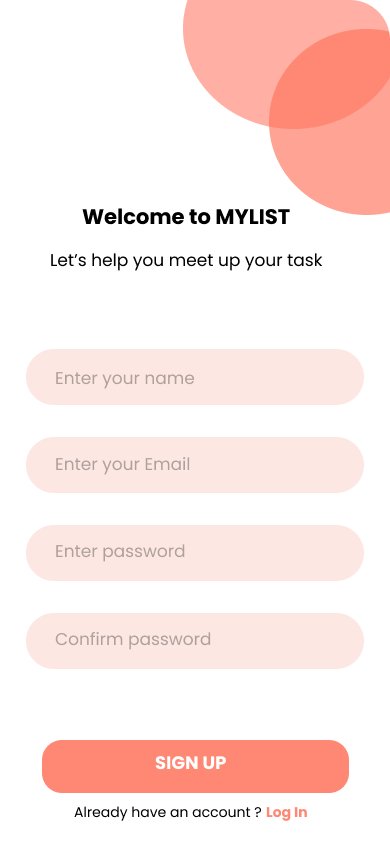 Welcome to MYLIST
Let’s help you meet up your task
Enter your name
Enter your Email
Enter password
Confirm password
SIGN UP
Already have an account ? Log In